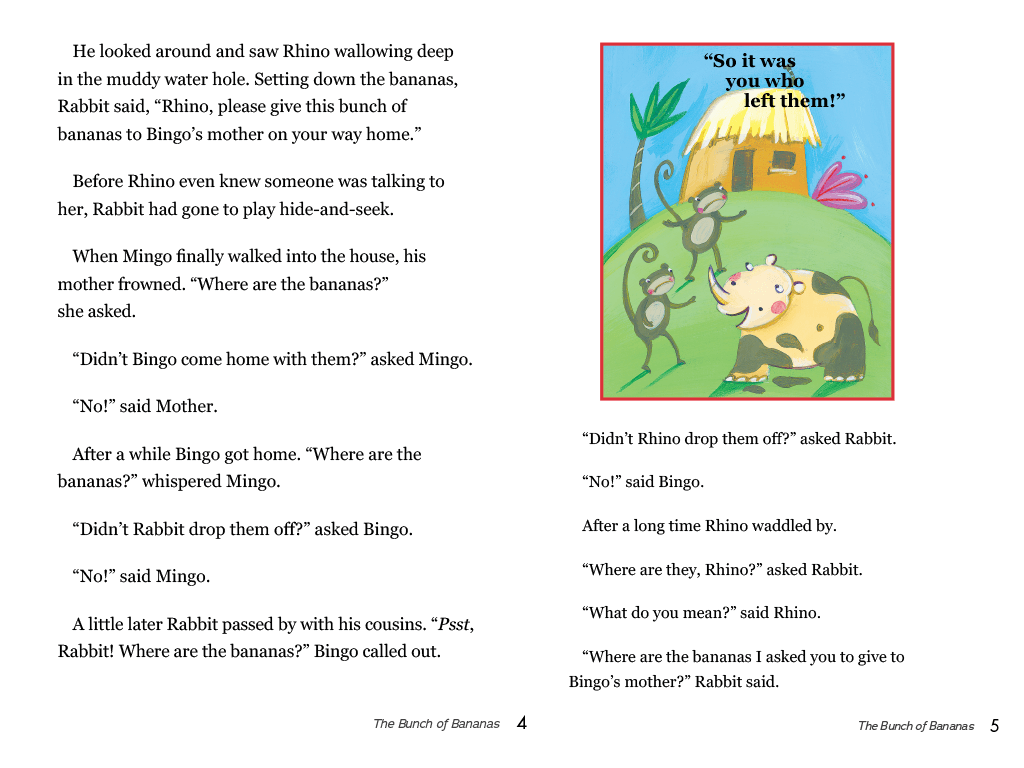 He looked around and saw Rhino wallowing deep
in the muddy water hole. Setting down the bananas,
Rabbit said, “Rhino, please give this bunch of
bananas to Bingo’s mother on your way home.”
Before Rhino even knew someone was talking to
her, Rabbit had gone to play hide-and-seek.
When Mingo finally walked into the house, his
mother frowned. “Where are the bananas?”
she asked.
“Didn’t Bingo come home with them?” asked Mingo.
“No!” said Mother.
After a while Bingo got home. “Where are the
bananas?” whispered Mingo.
“Didn’t Rabbit drop them off?” asked Bingo.
“No!” said Mingo.
A little later Rabbit passed by with his cousins. “Psst,
Rabbit! Where are the bananas?” Bingo called out.
The Bunch of Bananas 4
“So it was
you who
left them!”
“Didn’t Rhino drop them off?” asked Rabbit.
“No!” said Bingo.
After a long time Rhino waddled by.
“Where are they, Rhino?” asked Rabbit.
“What do you mean?” said Rhino.
“Where are the bananas I asked you to give to
Bingo’s mother?” Rabbit said.
The Bunch of Bananas 5